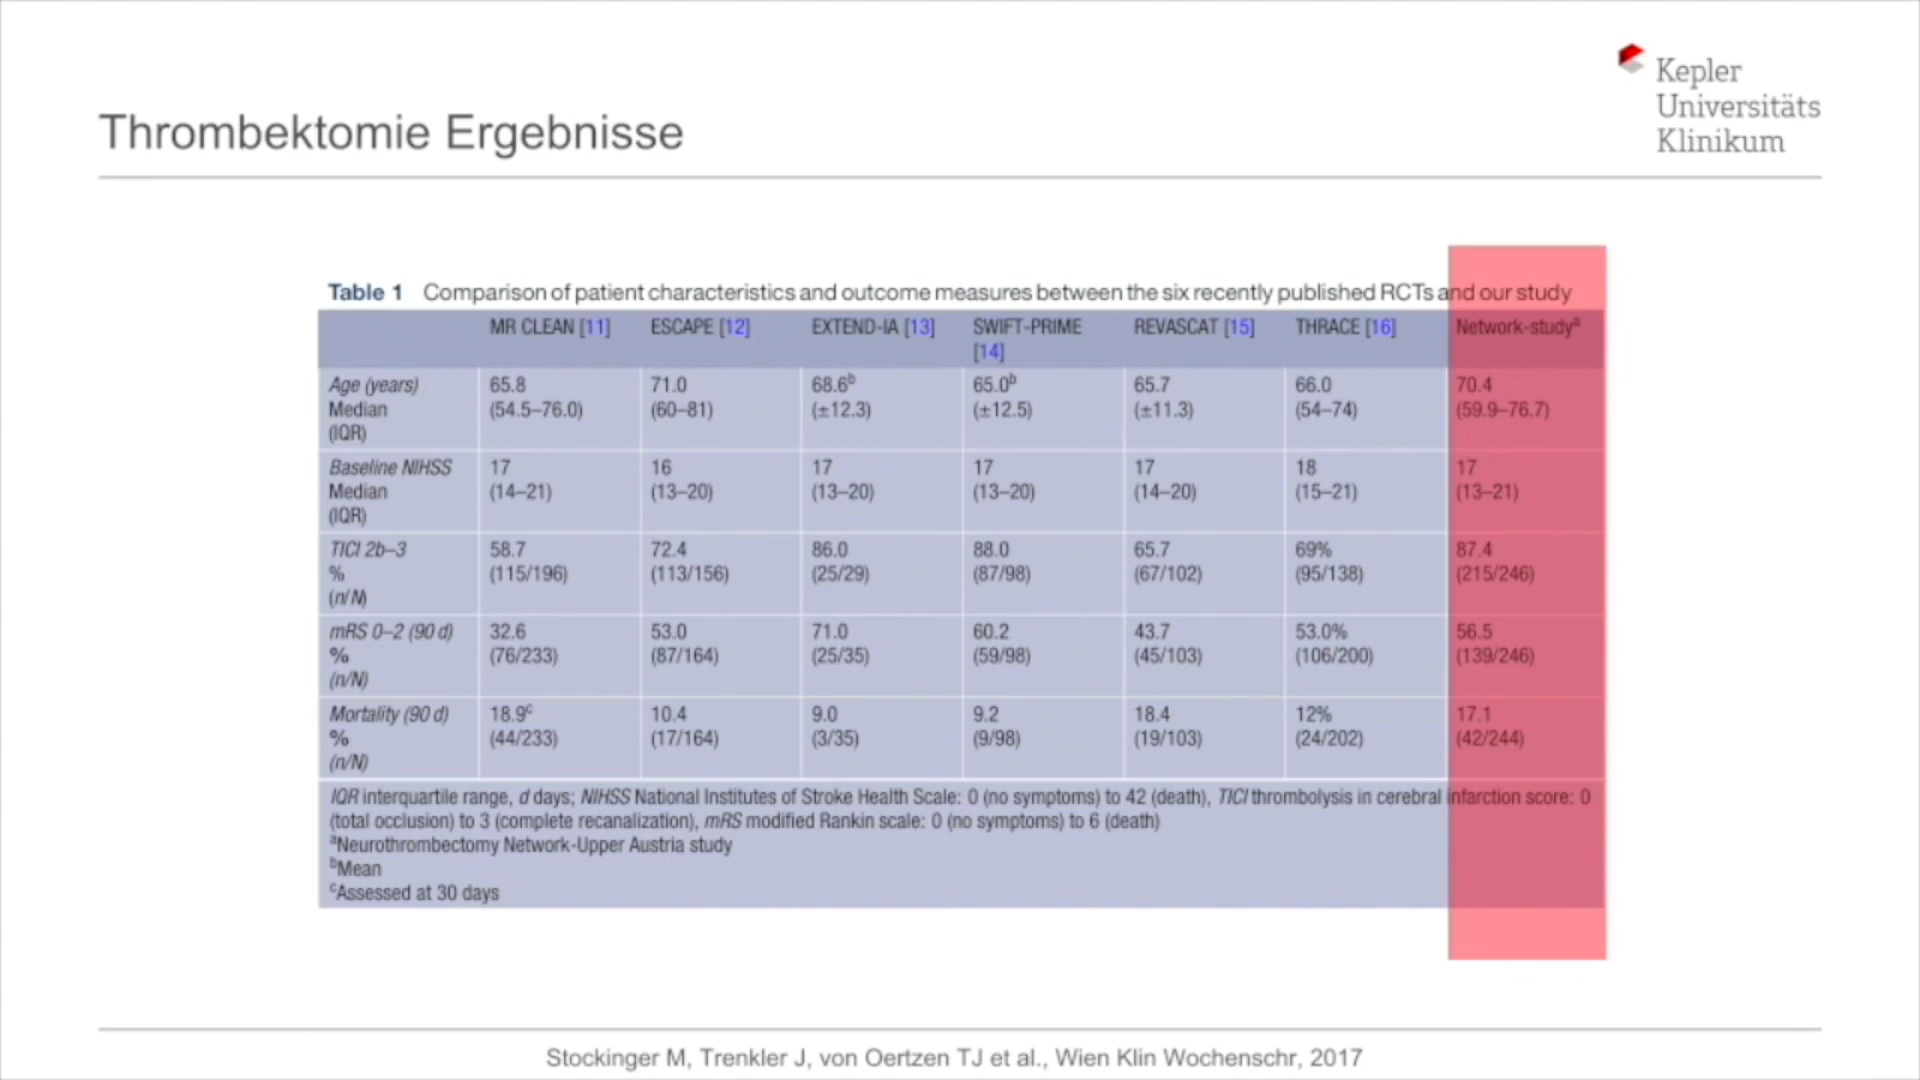 Kepler
Universitäts
Klinikum
Thrombektomie Ergebnisse
Table 1 Comparison of patient characteristics and outcome measures between the six recently published RCTs and our study
MR CLEAN [11] ESCAPE [12] EXTEND-IA [13] SWIFT-PRIME [14] REVASCAT [15] THRACE [16] Network-studyᵃ
Age (years) 65.8 71.0 68.6ᵇ 65.0ᵇ 65.7 66.0 70.4
Median (54.5–76.0) (60–81) (±12.3) (±12.5) (±11.3) (54–74) (59.9–76.7)
(IQR)
Baseline NIHSS 17 16 17 17 17 18 17
Median (14–21) (13–20) (13–20) (13–20) (14–20) (15–21) (13–21)
(IQR)
TICI 2b–3 58.7 72.4 86.0 88.0 65.7 69% 87.4
% (115/196) (113/156) (25/29) (87/98) (67/102) (95/138) (215/246)
(n/N)
mRS 0–2 (90 d) 32.6 53.0 71.0 60.2 43.7 53.0% 56.5
% (76/233) (87/164) (25/35) (59/98) (45/103) (106/200) (139/246)
(n/N)
Mortality (90 d) 18.9ᶜ 10.4 9.0 9.2 18.4 12% 17.1
% (44/233) (17/164) (3/35) (9/98) (19/103) (24/202) (42/244)
(n/N)
IQR interquartile range, d days; NIHSS National Institutes of Stroke Health Scale: 0 (no symptoms) to 42 (death), TICI thrombolysis in cerebral infarction score: 0
(total occlusion) to 3 (complete recanalization), mRS modified Rankin scale: 0 (no symptoms) to 6 (death)
ᵃNeurothrombectomy Network-Upper Austria study
ᵇMean
ᶜAssessed at 30 days
Stockinger M, Trenkler J, von Oertzen TJ et al., Wien Klin Wochenschr, 2017